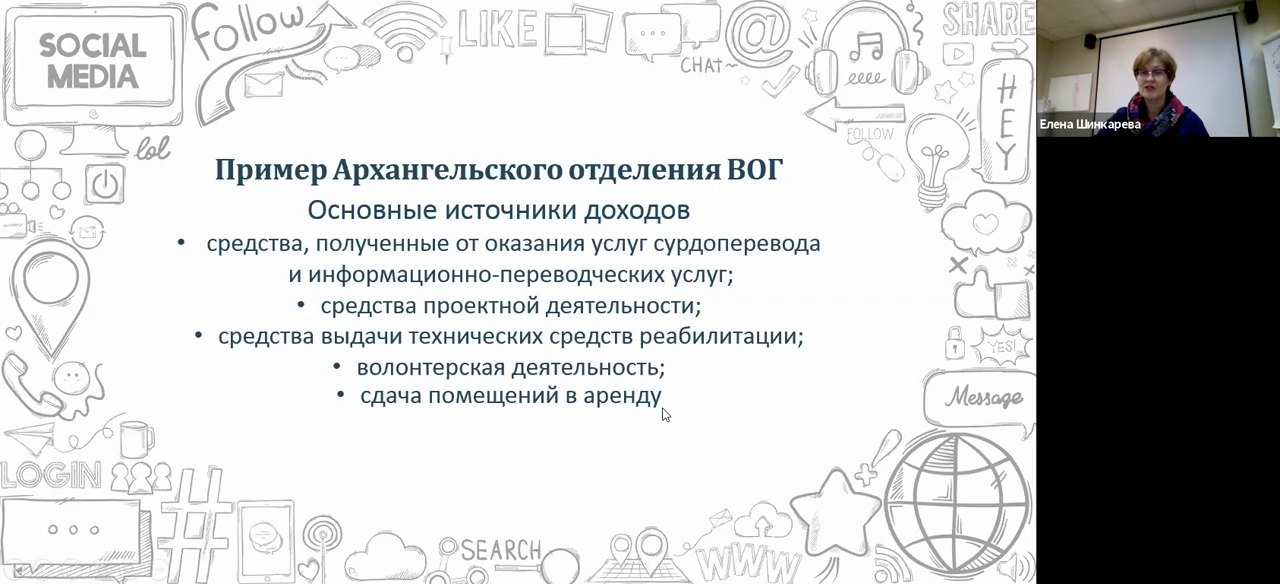 SOCIAL
MEDIA
Follow
LIKE
CHAT~
@
SHARE
HEY
FOLLOW
lol
Елена Шинкарева
Пример Архангельского отделения ВОГ
Основные источники доходов
• средства, полученные от оказания услуг сурдоперевода
и информационно-переводческих услуг;
• средства проектной деятельности;
• средства выдачи технических средств реабилитации;
• волонтерская деятельность;
• сдача помещений в аренду
YES!
Message
LOGIN
#
SEARCH
WWW